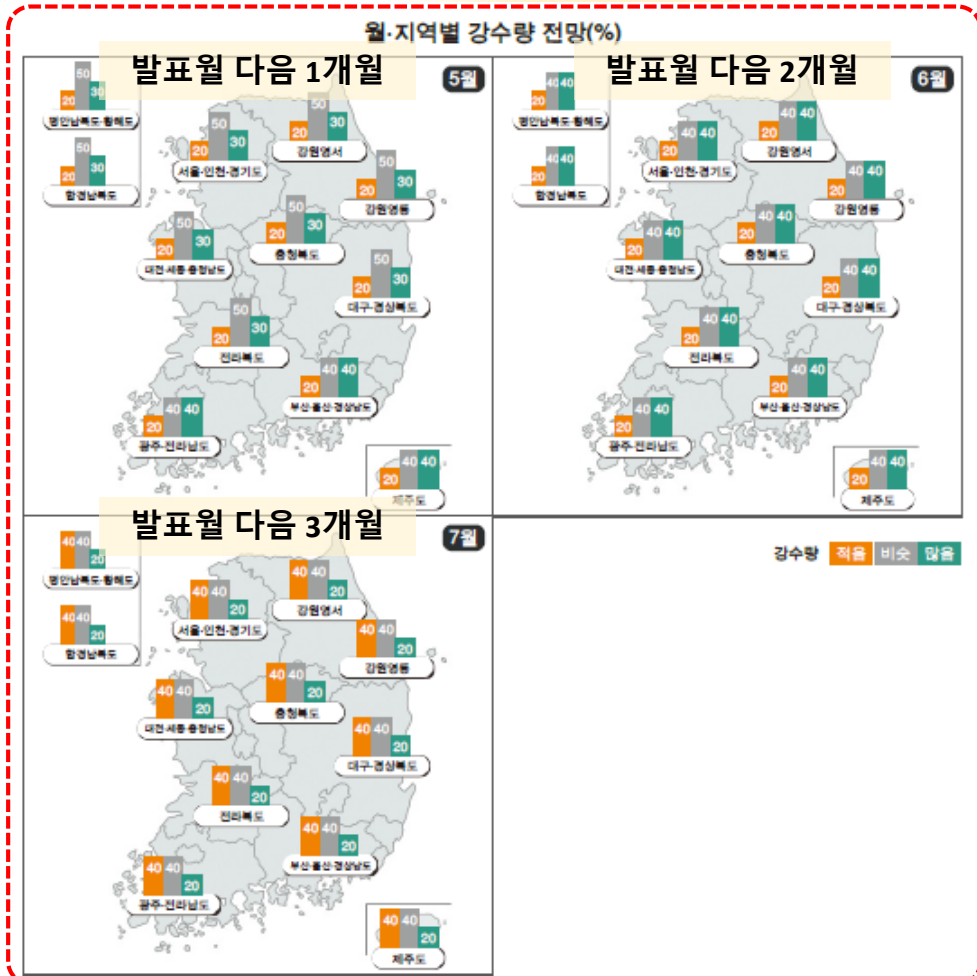 월·지역별 강수량 전망(%)
발표월 다음 1개월
5월
50
20
30
평안남북도·황해도
50
20
30
함경남북도
50
20
30
서울·인천·경기도
50
20
30
강원영서
50
20
30
강원영동
50
20
30
대전·세종·충청남도
50
20
30
충청북도
50
20
30
대구·경상북도
50
20
30
전라북도
20
40
40
부산·울산·경상남도
20
40
40
광주·전라남도
20
40
40
제주도
발표월 다음 2개월
6월
20
40
40
평안남북도·황해도
20
40
40
함경남북도
20
40
40
서울·인천·경기도
20
40
40
강원영서
20
40
40
강원영동
20
40
40
대전·세종·충청남도
20
40
40
충청북도
20
40
40
대구·경상북도
20
40
40
전라북도
20
40
40
부산·울산·경상남도
20
40
40
광주·전라남도
20
40
40
제주도
발표월 다음 3개월
7월
40
40
20
평안남북도·황해도
40
40
20
함경남북도
40
40
20
서울·인천·경기도
40
40
20
강원영서
40
40
20
강원영동
40
40
20
대전·세종·충청남도
40
40
20
충청북도
40
40
20
대구·경상북도
40
40
20
전라북도
40
40
20
부산·울산·경상남도
40
40
20
광주·전라남도
40
40
20
제주도
강수량 적음 비슷 많음